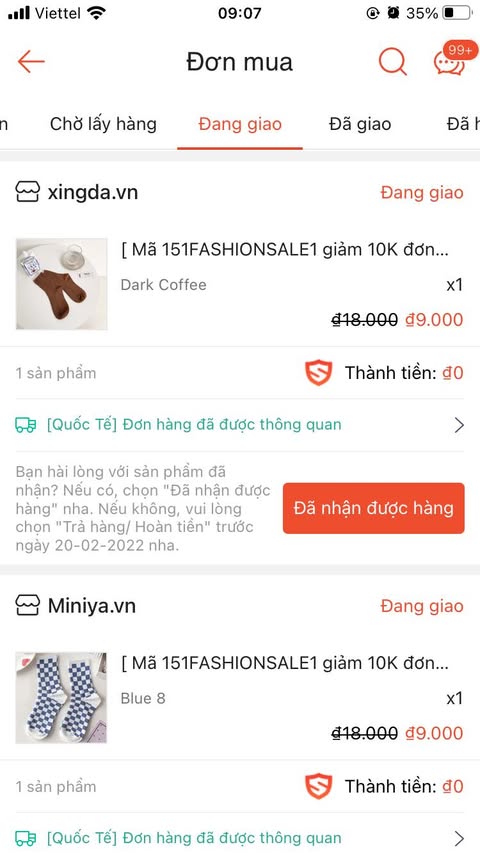 Viettel 09:07 35%
Đơn mua 99+
n Chờ lấy hàng Đang giao Đã giao Đã h
xingda.vn Đang giao
[ Mã 151FASHIONSALE1 giảm 10K đơn...
Dark Coffee x1
₫18.000 ₫9.000
1 sản phẩm Thành tiền: ₫0
[Quốc Tế] Đơn hàng đã được thông quan
Bạn hài lòng với sản phẩm đã
nhận? Nếu có, chọn "Đã nhận được
hàng" nha. Nếu không, vui lòng
chọn "Trả hàng/ Hoàn tiền" trước
ngày 20-02-2022 nha.
Đã nhận được hàng
Miniya.vn Đang giao
[ Mã 151FASHIONSALE1 giảm 10K đơn...
Blue 8 x1
₫18.000 ₫9.000
1 sản phẩm Thành tiền: ₫0
[Quốc Tế] Đơn hàng đã được thông quan